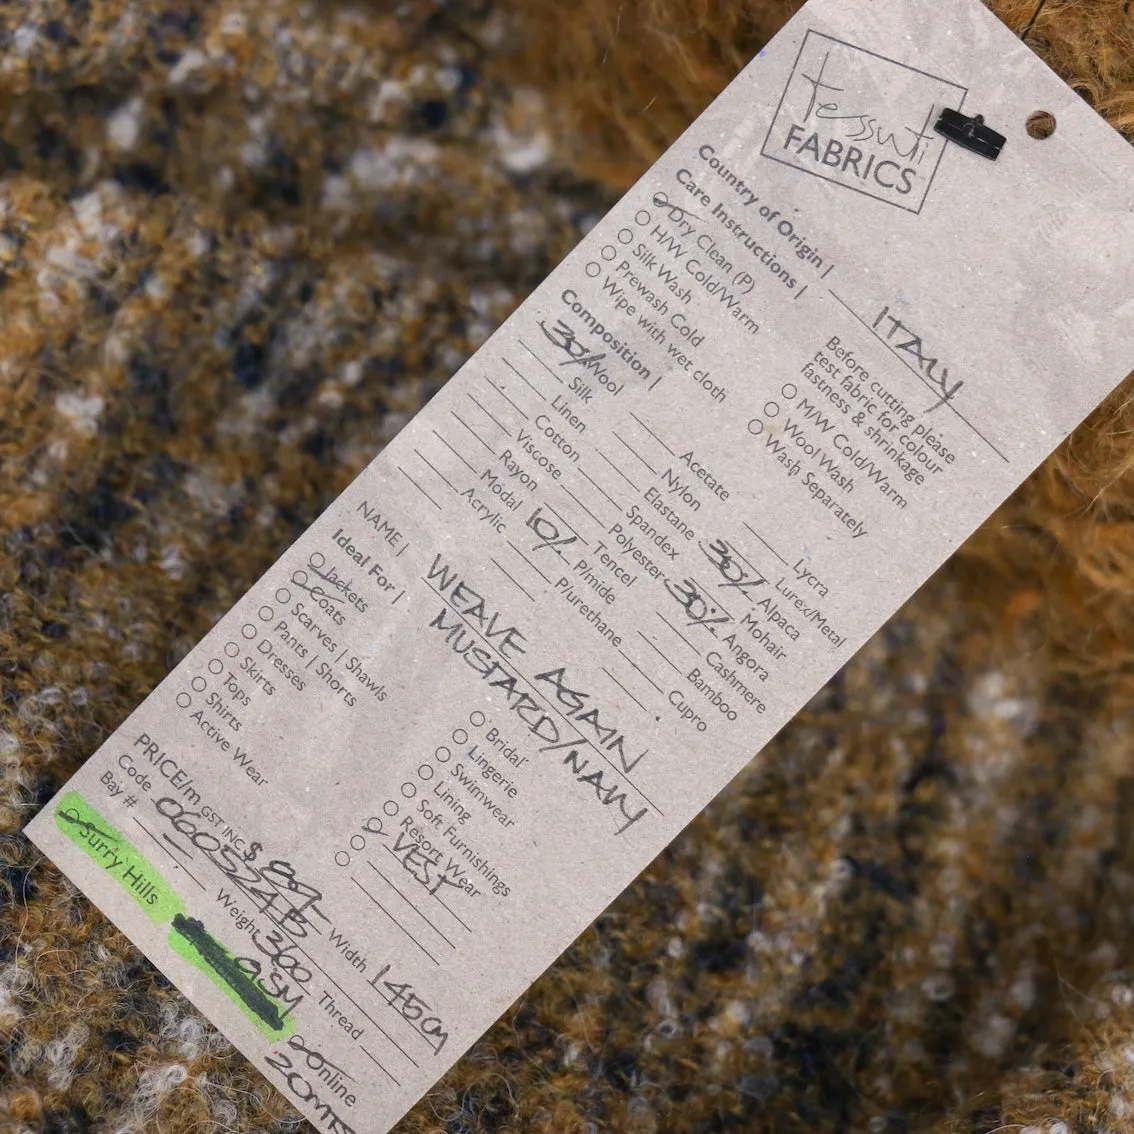 tessuti
FABRICS
Country of Origin | ITALY
Care Instructions |
Dry Clean (P)
H/W Cold/Warm
Silk Wash
Prewash Cold
Wipe with wet cloth
Before cutting please
test fabric for colour
fastness & shrinkage
M/W Cold/Warm
Wool Wash
Wash Separately
Composition |
30% Wool
Silk
Linen
Cotton
Viscose
Rayon
Modal
Acrylic
Acetate
Nylon
Elastane
Spandex
Polyester
Tencel
10% P/mide
P/urethane
Lycra
Lurex/Metal
30% Alpaca
Mohair
30% Angora
Cashmere
Bamboo
Cupro
NAME | WEAVE AGAIN
MUSTARD/NAVY
Ideal For |
Jackets
Coats
Scarves | Shawls
Pants | Shorts
Dresses
Skirts
Tops
Shirts
Active Wear
Bridal
Lingerie
Swimwear
Lining
Soft Furnishings
Resort Wear
VEST
PRICE/m GST INC $ Width 145cm
Code Weight 360 GSM Thread
Bay #
Surry Hills
Online
20MTS